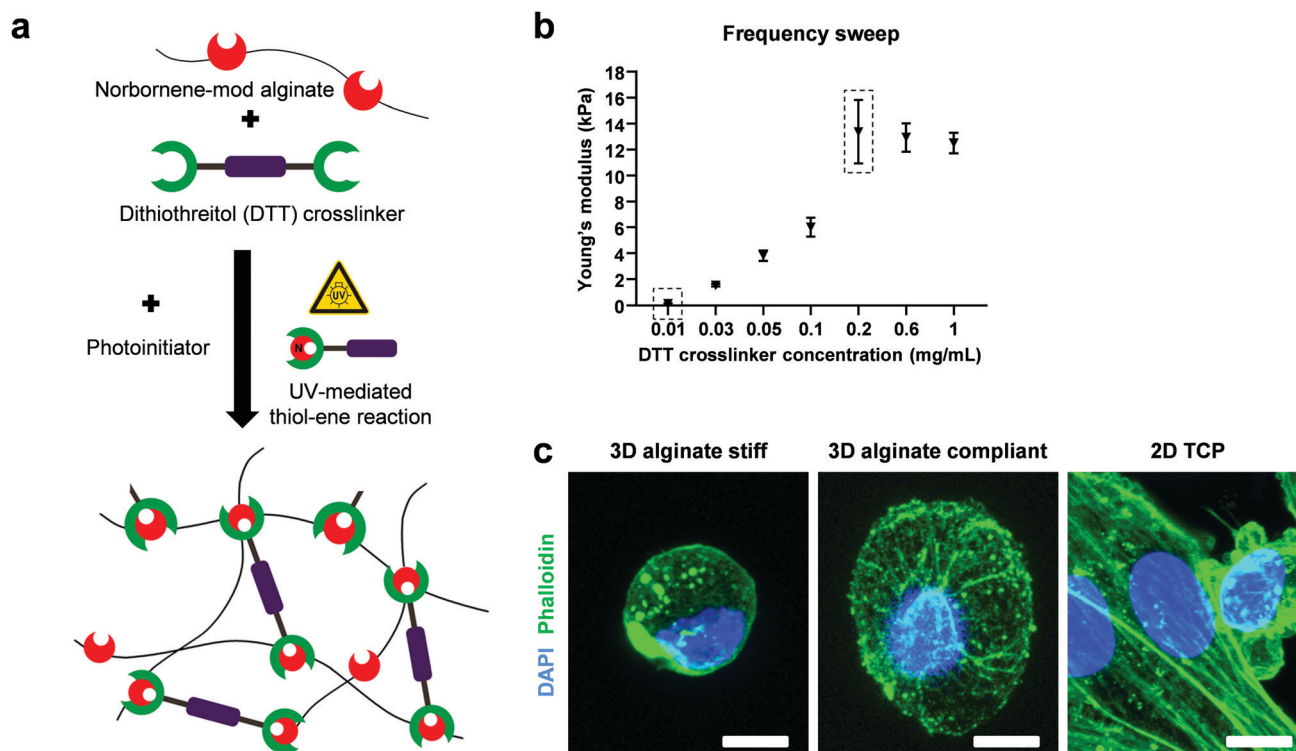 a
Norbornene-mod alginate
+
Dithiothreitol (DTT) crosslinker
+
Photoinitiator
UV
N
UV-mediated
thiol-ene reaction
b
Frequency sweep
Young's modulus (kPa)
18
16
14
12
10
8
6
4
2
0
0.01 0.03 0.05 0.1 0.2 0.6 1
DTT crosslinker concentration (mg/mL)
c
3D alginate stiff
3D alginate compliant
2D TCP
DAPI Phalloidin